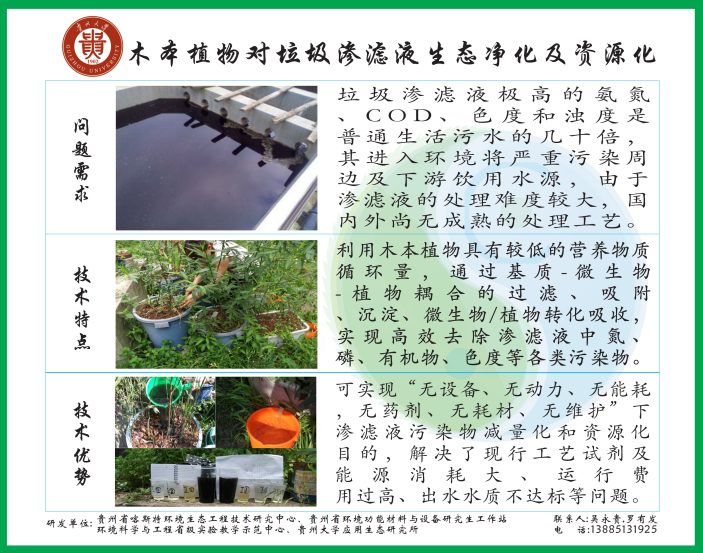 贵州大学
贵
1902
GUIZHOU UNIVERSITY
木本植物对垃圾渗滤液生态净化及资源化
问题需求
垃圾渗滤液极高的氨氮
、COD、色度和浊度是
普通生活污水的几十倍，
其进入环境将严重污染周
边及下游饮用水源，由于
渗滤液的处理难度较大，国
内外尚无成熟的处理工艺。
技术特点
利用木本植物具有较低的营养物质
循环量，通过基质-微生物
-植物耦合的过滤、吸附
、沉淀、微生物/植物转化吸收，
实现高效去除渗滤液中氮、
磷、有机物、色度等各类污染物。
技术优势
可实现“无设备、无动力、无能耗
，无药剂、无耗材、无维护”下
渗滤液污染物减量化和资源化
目的，解决了现行工艺试剂及
能源消耗大、运行费
用过高、出水水质不达标等问题。
研发单位：贵州省喀斯特环境生态工程技术研究中心、贵州省环境功能材料与设备研究生工作站
环境科学与工程省级实验教学示范中心、贵州大学应用生态研究所
联系人:吴永贵,罗有发
电 话:13885131925